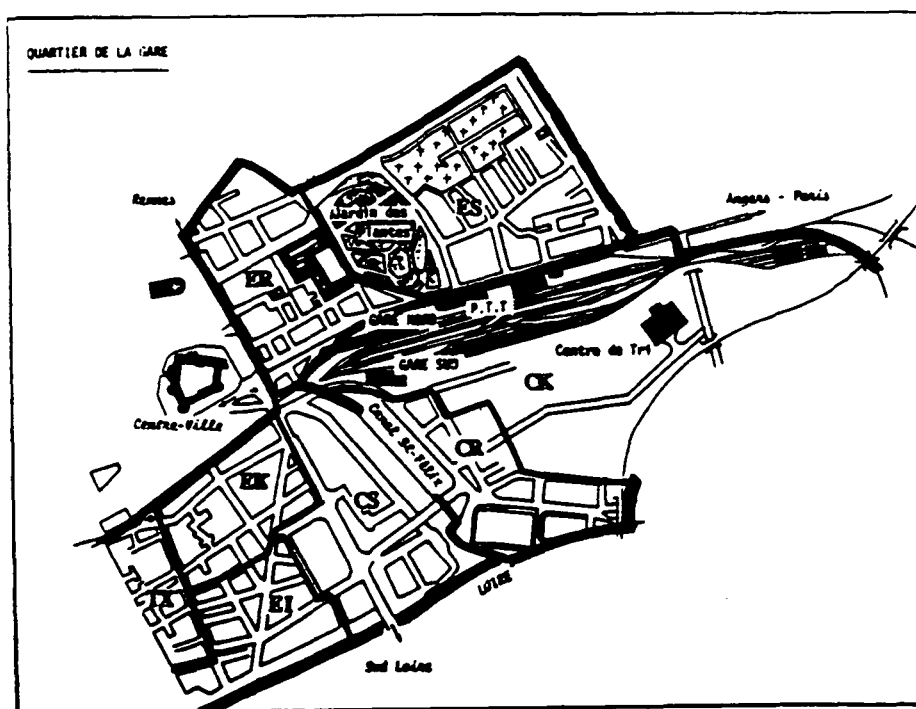 QUARTIER DE LA GARE
Rennes
Jardin des
Plantes
ES
Angers - Paris
ER
GARE NORD
P.T.T
GARE SUD
Centre de Tri
CK
Centre-Ville
Canal St-Félix
CR
EK
CS
EI
LOIRE
Sud Loire